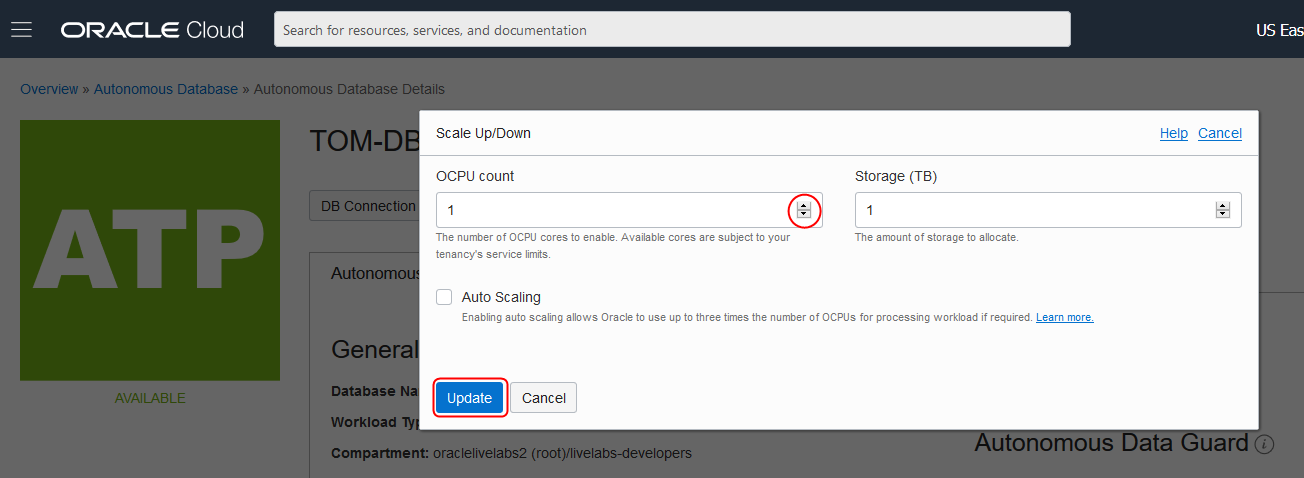 ORACLE Cloud
Search for resources, services, and documentation
US Eas
Overview » Autonomous Database » Autonomous Database Details
ATP
AVAILABLE
TOM-DB
DB Connection
Autonomous
General
Database Na
Workload Typ
Compartment: oraclelivelabs2 (root)/livelabs-developers
Scale Up/Down
Help Cancel
OCPU count
1
The number of OCPU cores to enable. Available cores are subject to your
tenancy's service limits.
Storage (TB)
1
The amount of storage to allocate.
Auto Scaling
Enabling auto scaling allows Oracle to use up to three times the number of OCPUs for processing workload if required. Learn more.
Update Cancel
Autonomous Data Guard i